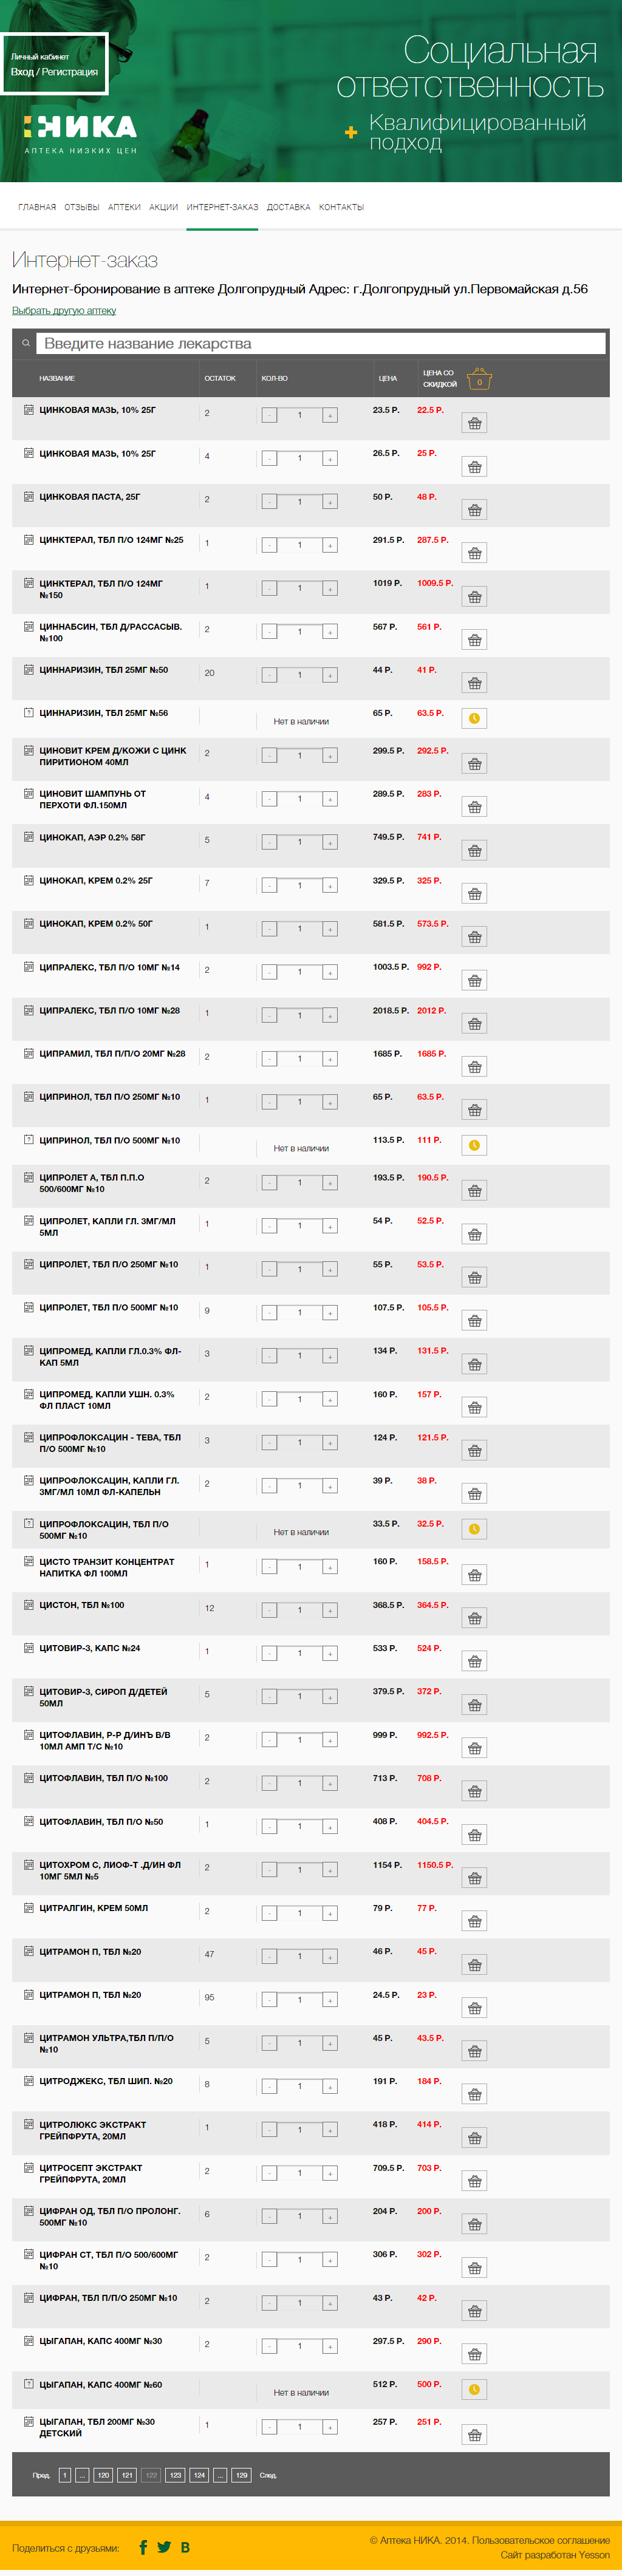 Личный кабинет
Вход / Регистрация
НИКА
АПТЕКА НИЗКИХ ЦЕН
Социальная
ответственность
+ Квалифицированный
подход
ГЛАВНАЯ ОТЗЫВЫ АПТЕКИ АКЦИИ ИНТЕРНЕТ-ЗАКАЗ ДОСТАВКА КОНТАКТЫ
Интернет-заказ
Интернет-бронирование в аптеке Долгопрудный Адрес: г.Долгопрудный ул.Первомайская д.56
Выбрать другую аптеку
Введите название лекарства
НАЗВАНИЕ ОСТАТОК КОЛ-ВО ЦЕНА ЦЕНА СО СКИДКОЙ 0
ЦИНКОВАЯ МАЗЬ, 10% 25Г 2 - 1 + 23.5 Р. 22.5 Р.
ЦИНКОВАЯ МАЗЬ, 10% 25Г 4 - 1 + 26.5 Р. 25 Р.
ЦИНКОВАЯ ПАСТА, 25Г 2 - 1 + 50 Р. 48 Р.
ЦИНКТЕРАЛ, ТБЛ П/О 124МГ №25 1 - 1 + 291.5 Р. 287.5 Р.
ЦИНКТЕРАЛ, ТБЛ П/О 124МГ 1 - 1 + 1019 Р. 1009.5 Р.
№150
ЦИННАБСИН, ТБЛ Д/РАССАСЫВ. 2 - 1 + 567 Р. 561 Р.
№100
ЦИННАРИЗИН, ТБЛ 25МГ №50 20 - 1 + 44 Р. 41 Р.
ЦИННАРИЗИН, ТБЛ 25МГ №56 Нет в наличии 65 Р. 63.5 Р.
ЦИНОВИТ КРЕМ Д/КОЖИ С ЦИНК 2 - 1 + 299.5 Р. 292.5 Р.
ПИРИТИОНОМ 40МЛ
ЦИНОВИТ ШАМПУНЬ ОТ 4 - 1 + 289.5 Р. 283 Р.
ПЕРХОТИ ФЛ.150МЛ
ЦИНОКАП, АЭР 0.2% 58Г 5 - 1 + 749.5 Р. 741 Р.
ЦИНОКАП, КРЕМ 0.2% 25Г 7 - 1 + 329.5 Р. 325 Р.
ЦИНОКАП, КРЕМ 0.2% 50Г 1 - 1 + 581.5 Р. 573.5 Р.
ЦИПРАЛЕКС, ТБЛ П/О 10МГ №14 2 - 1 + 1003.5 Р. 992 Р.
ЦИПРАЛЕКС, ТБЛ П/О 10МГ №28 1 - 1 + 2018.5 Р. 2012 Р.
ЦИПРАМИЛ, ТБЛ П/П/О 20МГ №28 2 - 1 + 1685 Р. 1685 Р.
ЦИПРИНОЛ, ТБЛ П/О 250МГ №10 1 - 1 + 65 Р. 63.5 Р.
ЦИПРИНОЛ, ТБЛ П/О 500МГ №10 Нет в наличии 113.5 Р. 111 Р.
ЦИПРОЛЕТ А, ТБЛ П.П.О 2 - 1 + 193.5 Р. 190.5 Р.
500/600МГ №10
ЦИПРОЛЕТ, КАПЛИ ГЛ. 3МГ/МЛ 1 - 1 + 54 Р. 52.5 Р.
5МЛ
ЦИПРОЛЕТ, ТБЛ П/О 250МГ №10 1 - 1 + 55 Р. 53.5 Р.
ЦИПРОЛЕТ, ТБЛ П/О 500МГ №10 9 - 1 + 107.5 Р. 105.5 Р.
ЦИПРОМЕД, КАПЛИ ГЛ.0.3% ФЛ- 3 - 1 + 134 Р. 131.5 Р.
КАП 5МЛ
ЦИПРОМЕД, КАПЛИ УШН. 0.3% 2 - 1 + 160 Р. 157 Р.
ФЛ ПЛАСТ 10МЛ
ЦИПРОФЛОКСАЦИН - ТЕВА, ТБЛ 3 - 1 + 124 Р. 121.5 Р.
П/О 500МГ №10
ЦИПРОФЛОКСАЦИН, КАПЛИ ГЛ. 2 - 1 + 39 Р. 38 Р.
3МГ/МЛ 10МЛ ФЛ-КАПЕЛЬН
ЦИПРОФЛОКСАЦИН, ТБЛ П/О Нет в наличии 33.5 Р. 32.5 Р.
500МГ №10
ЦИСТО ТРАНЗИТ КОНЦЕНТРАТ 1 - 1 + 160 Р. 158.5 Р.
НАПИТКА ФЛ 100МЛ
ЦИСТОН, ТБЛ №100 12 - 1 + 368.5 Р. 364.5 Р.
ЦИТОВИР-3, КАПС №24 1 - 1 + 533 Р. 524 Р.
ЦИТОВИР-3, СИРОП Д/ДЕТЕЙ 5 - 1 + 379.5 Р. 372 Р.
50МЛ
ЦИТОФЛАВИН, Р-Р Д/ИНЪ В/В 2 - 1 + 999 Р. 992.5 Р.
10МЛ АМП Т/С №10
ЦИТОФЛАВИН, ТБЛ П/О №100 2 - 1 + 713 Р. 708 Р.
ЦИТОФЛАВИН, ТБЛ П/О №50 1 - 1 + 408 Р. 404.5 Р.
ЦИТОХРОМ С, ЛИОФ-Т .Д/ИН ФЛ 2 - 1 + 1154 Р. 1150.5 Р.
10МГ 5МЛ №5
ЦИТРАЛГИН, КРЕМ 50МЛ 2 - 1 + 79 Р. 77 Р.
ЦИТРАМОН П, ТБЛ №20 47 - 1 + 46 Р. 45 Р.
ЦИТРАМОН П, ТБЛ №20 95 - 1 + 24.5 Р. 23 Р.
ЦИТРАМОН УЛЬТРА,ТБЛ П/П/О 5 - 1 + 45 Р. 43.5 Р.
№10
ЦИТРОДЖЕКС, ТБЛ ШИП. №20 8 - 1 + 191 Р. 184 Р.
ЦИТРОЛЮКС ЭКСТРАКТ 1 - 1 + 418 Р. 414 Р.
ГРЕЙПФРУТА, 20МЛ
ЦИТРОСЕПТ ЭКСТРАКТ 2 - 1 + 709.5 Р. 703 Р.
ГРЕЙПФРУТА, 20МЛ
ЦИФРАН ОД, ТБЛ П/О ПРОЛОНГ. 6 - 1 + 204 Р. 200 Р.
500МГ №10
ЦИФРАН СТ, ТБЛ П/О 500/600МГ 2 - 1 + 306 Р. 302 Р.
№10
ЦИФРАН, ТБЛ П/П/О 250МГ №10 2 - 1 + 43 Р. 42 Р.
ЦЫГАПАН, КАПС 400МГ №30 2 - 1 + 297.5 Р. 290 Р.
ЦЫГАПАН, КАПС 400МГ №60 Нет в наличии 512 Р. 500 Р.
ЦЫГАПАН, ТБЛ 200МГ №30 1 - 1 + 257 Р. 251 Р.
ДЕТСКИЙ
Пред. 1 ... 120 121 122 123 124 ... 129 След.
Поделиться с друзьями:
© Аптека НИКА. 2014. Пользовательское соглашение
Сайт разработан Yesson